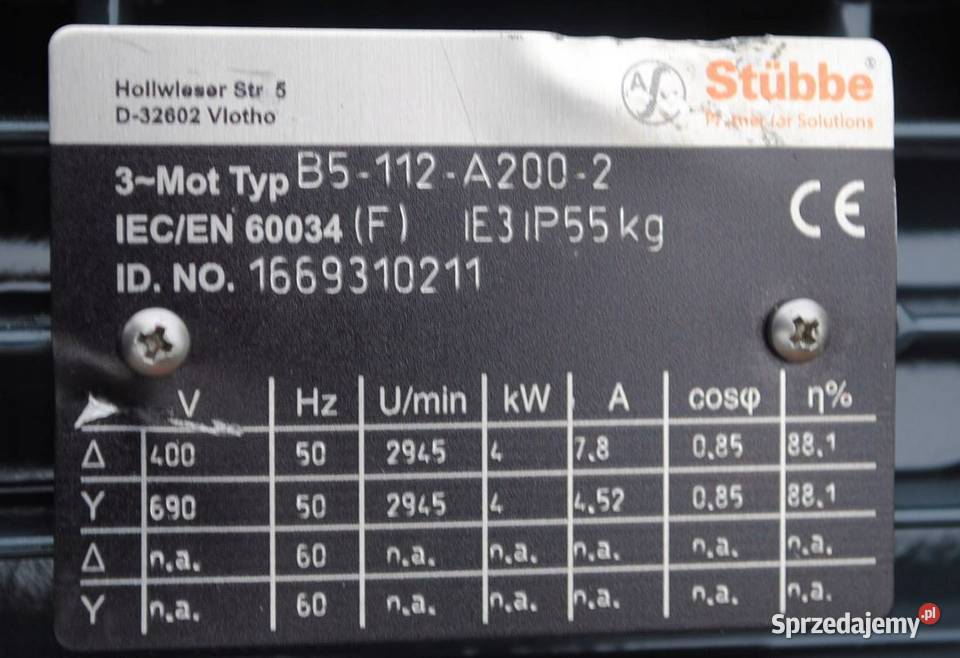 Hollwieser Str 5
D-32602 Vlotho
Stübbe®
Solutions
3~Mot Typ B5-112-A200-2
IEC/EN 60034 (F) IE3 IP55 kg
CE
ID. NO. 1669310211
V Hz U/min kW A cosφ η%
Δ 400 50 2945 4 7.8 0.85 88.1
Y 690 50 2945 4 4.52 0.85 88.1
Δ n.a. 60 n.a. n.a. n.a. n.a. n.a.
Y n.a. 60 n.a. n.a. n.a. n.a. n.a.
Sprzedajemy.pl